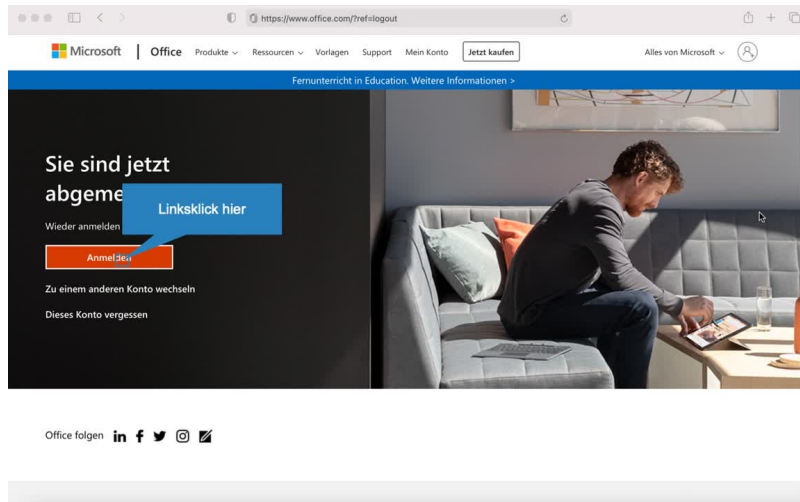 https://www.office.com/?ref=logout
Microsoft Office Produkte Ressourcen Vorlagen Support Mein Konto Jetzt kaufen Alles von Microsoft
Fernunterricht in Education. Weitere Informationen >
Sie sind jetzt
abgeme
Linksklick hier
Wieder anmelden
Anmelden
Zu einem anderen Konto wechseln
Dieses Konto vergessen
Office folgen